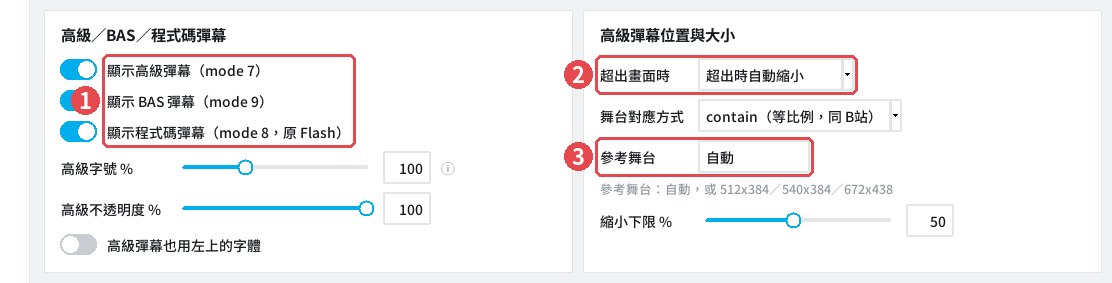 高級／BAS／程式碼彈幕
顯示高級彈幕（mode 7）
1
顯示 BAS 彈幕（mode 9）
顯示程式碼彈幕（mode 8，原 Flash）
高級字號 % 100
高級不透明度 % 100
高級彈幕也用左上的字體
高級彈幕位置與大小
2 超出畫面時 超出時自動縮小
舞台對應方式 contain（等比例，同 B站）
3 參考舞台 自動
參考舞台：自動，或 512x384／540x384／672x438
縮小下限 % 50